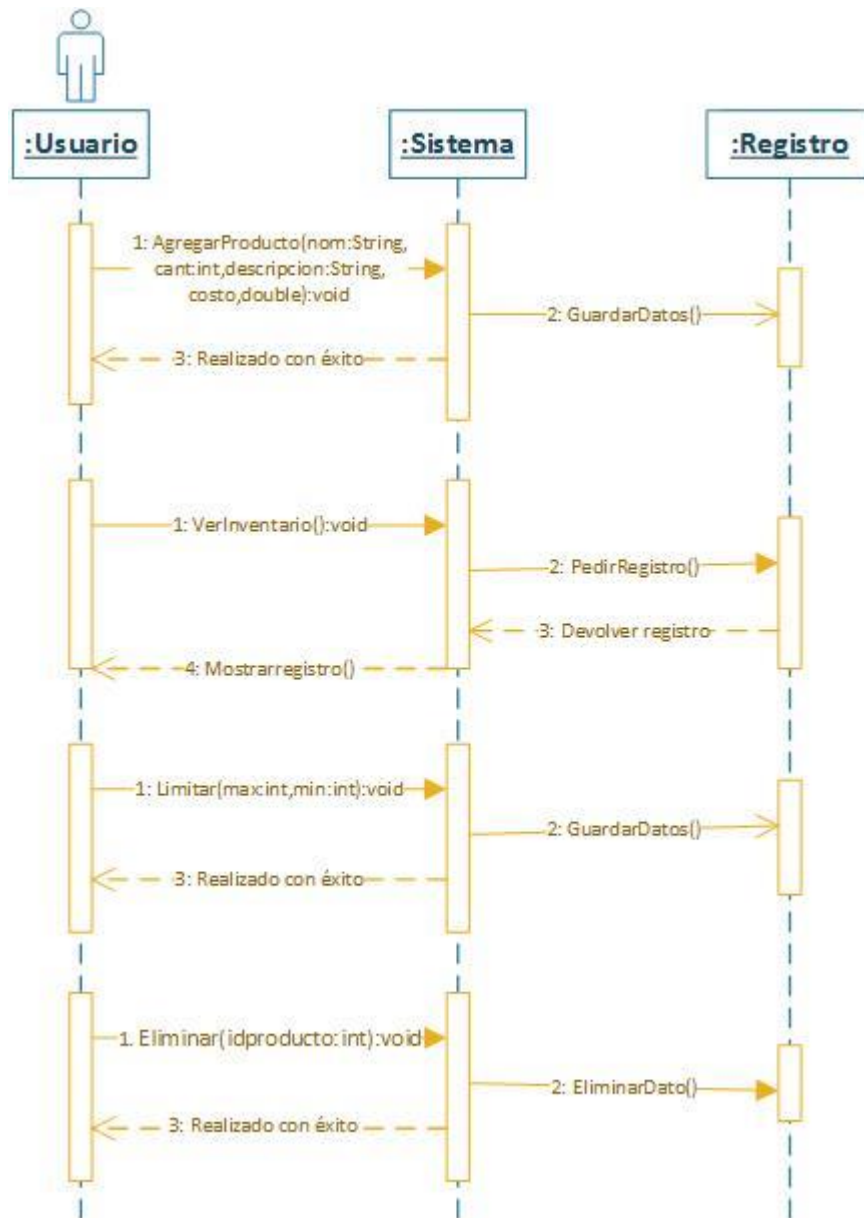 :Usuario
:Sistema
:Registro
1: AgregarProducto(nom:String,
cant:int,descripcion:String,
costo,double):void
2: GuardarDatos()
3: Realizado con éxito
1: VerInventario():void
2: PedirRegistro()
3: Devolver registro
4: Mostrarregistro()
1: Limitar(max:int,min:int):void
2: GuardarDatos()
3: Realizado con éxito
1. Eliminar(idproducto:int):void
2: EliminarDato()
3: Realizado con éxito